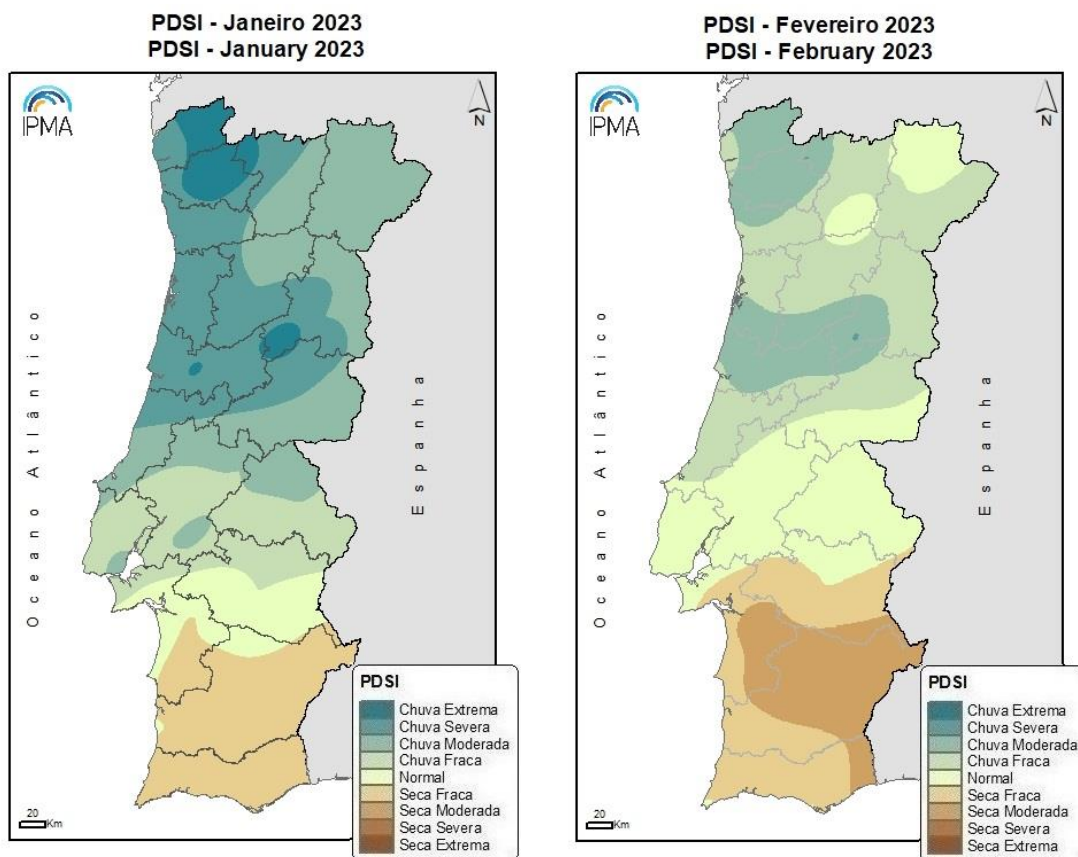 PDSI - Janeiro 2023
PDSI - January 2023
IPMA
N
Oceano Atlântico
Espanha
20
Km
PDSI
Chuva Extrema
Chuva Severa
Chuva Moderada
Chuva Fraca
Normal
Seca Fraca
Seca Moderada
Seca Severa
Seca Extrema
PDSI - Fevereiro 2023
PDSI - February 2023
IPMA
N
Oceano Atlântico
Espanha
20
Km
PDSI
Chuva Extrema
Chuva Severa
Chuva Moderada
Chuva Fraca
Normal
Seca Fraca
Seca Moderada
Seca Severa
Seca Extrema